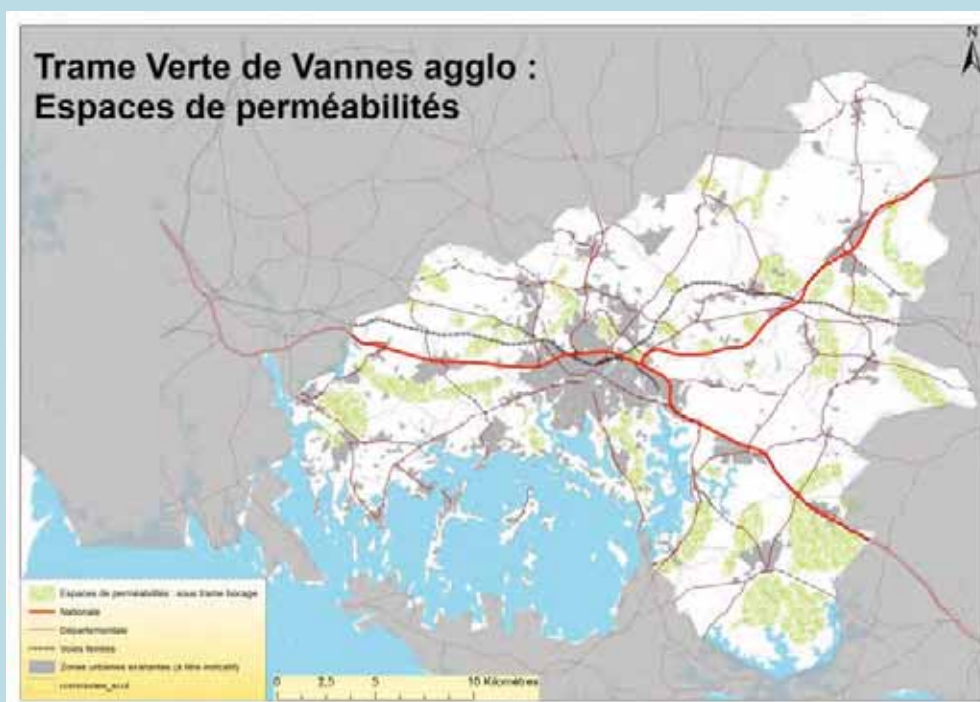 Trame Verte de Vannes agglo :
Espaces de perméabilités
N
Espaces de perméabilités : sous trame bocage
Nationale
Départementale
Voies ferrées
Zones urbaines existantes (à titre indicatif)
0 2,5 5 10 Kilomètres